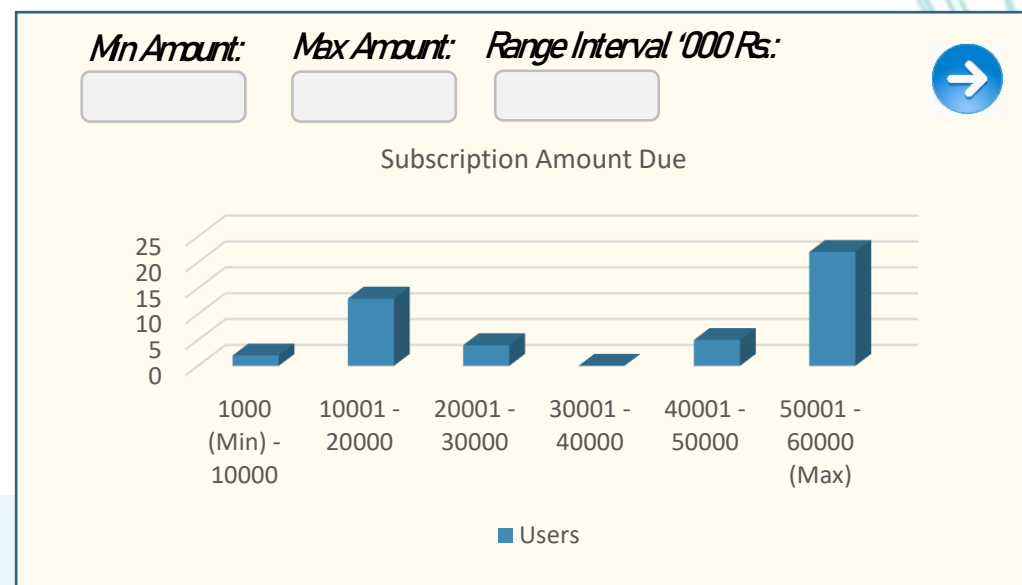 Min Amount: Max Amount: Range Interval '000 Rs.:
Subscription Amount Due
25
20
15
10
5
0
1000 (Min) - 10000
10001 - 20000
20001 - 30000
30001 - 40000
40001 - 50000
50001 - 60000 (Max)
Users